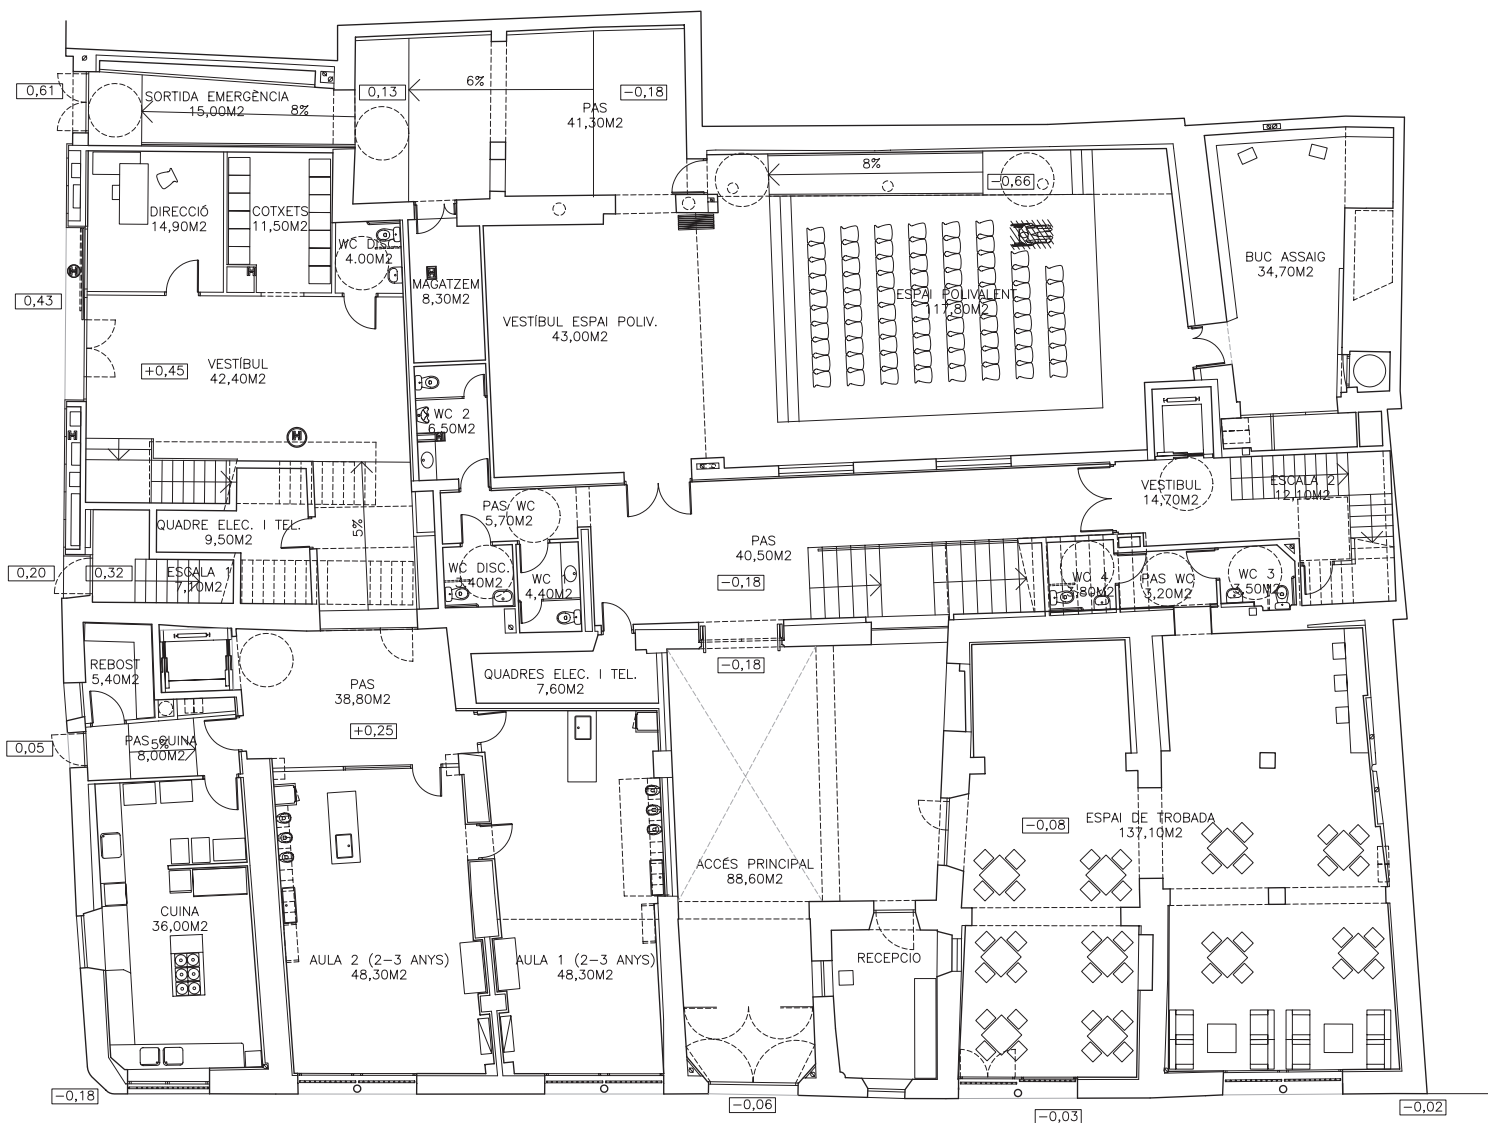 0,61
SORTIDA EMERGÈNCIA
15,00M2
8%
0,13
6%
-0,18
PAS
41,30M2
8%
-0,66
DIRECCIÓ
14,90M2
COTXETS
11,50M2
WC DISC.
4.00M2
MAGATZEM
8,30M2
BUC ASSAIG
34,70M2
ESPAI POLIVALENT
117,80M2
0,43
VESTÍBUL ESPAI POLIV.
43,00M2
+0,45
VESTÍBUL
42,40M2
WC 2
6,50M2
QUADRE ELEC. I TEL.
9,50M2
5%
PAS WC
5,70M2
VESTIBUL
14,70M2
ESCALA 2
12,10M2
PAS
40,50M2
-0,18
0,20
0,32
ESCALA 1
7,10M2
WC DISC.
WC 1
4,40M2
WC 4
PAS WC
3,20M2
WC 3
3,50M2
REBOST
5,40M2
PAS
38,80M2
QUADRES ELEC. I TEL.
7,60M2
-0,18
+0,25
0,05
PAS CUINA
5%
8,00M2
-0,08
ESPAI DE TROBADA
137,10M2
ACCÉS PRINCIPAL
88,60M2
CUINA
36,00M2
AULA 2 (2-3 ANYS)
48,30M2
AULA 1 (2-3 ANYS)
48,30M2
RECEPCIO
-0,18
-0,06
-0,03
-0,02